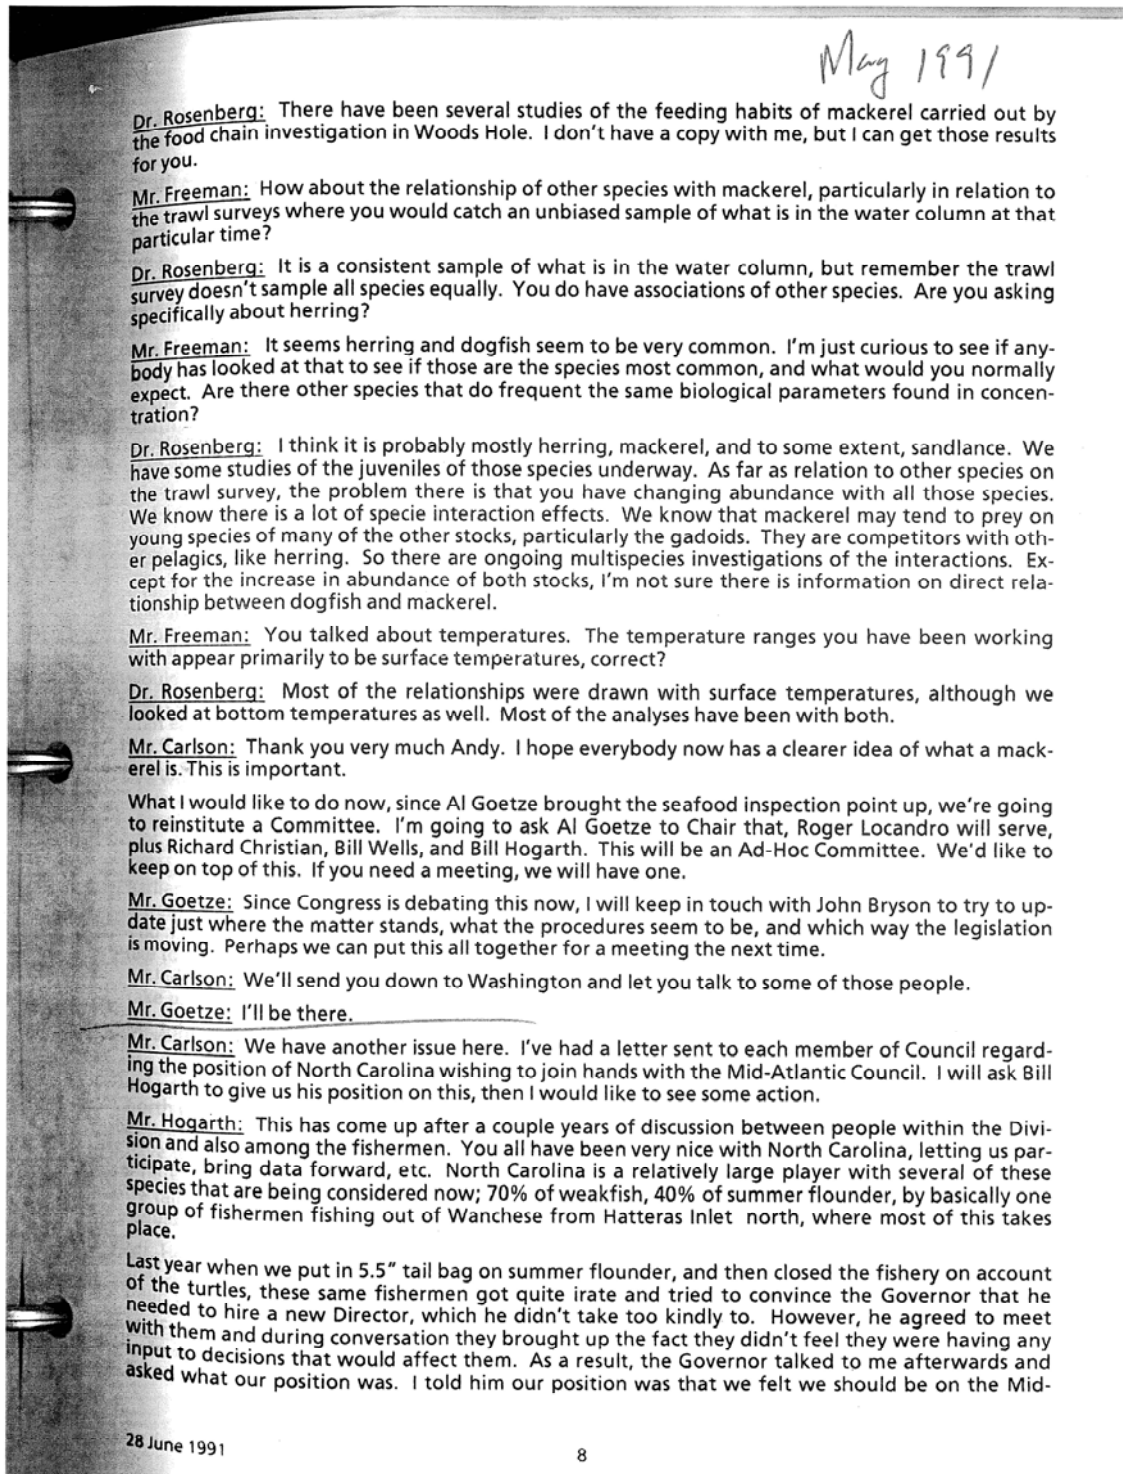 May 1991
Dr. Rosenberg: There have been several studies of the feeding habits of mackerel carried out by
the food chain investigation in Woods Hole. I don't have a copy with me, but I can get those results
for you.
Mr. Freeman: How about the relationship of other species with mackerel, particularly in relation to
the trawl surveys where you would catch an unbiased sample of what is in the water column at that
particular time?
Dr. Rosenberg: It is a consistent sample of what is in the water column, but remember the trawl
survey doesn't sample all species equally. You do have associations of other species. Are you asking
specifically about herring?
Mr. Freeman: It seems herring and dogfish seem to be very common. I'm just curious to see if any-
body has looked at that to see if those are the species most common, and what would you normally
expect. Are there other species that do frequent the same biological parameters found in concen-
tration?
Dr. Rosenberg: I think it is probably mostly herring, mackerel, and to some extent, sandlance. We
have some studies of the juveniles of those species underway. As far as relation to other species on
the trawl survey, the problem there is that you have changing abundance with all those species.
We know there is a lot of specie interaction effects. We know that mackerel may tend to prey on
young species of many of the other stocks, particularly the gadoids. They are competitors with oth-
er pelagics, like herring. So there are ongoing multispecies investigations of the interactions. Ex-
cept for the increase in abundance of both stocks, I'm not sure there is information on direct rela-
tionship between dogfish and mackerel.
Mr. Freeman: You talked about temperatures. The temperature ranges you have been working
with appear primarily to be surface temperatures, correct?
Dr. Rosenberg: Most of the relationships were drawn with surface temperatures, although we
looked at bottom temperatures as well. Most of the analyses have been with both.
Mr. Carlson: Thank you very much Andy. I hope everybody now has a clearer idea of what a mack-
erel is. This is important.
What I would like to do now, since Al Goetze brought the seafood inspection point up, we're going
to reinstitute a Committee. I'm going to ask Al Goetze to Chair that, Roger Locandro will serve,
plus Richard Christian, Bill Wells, and Bill Hogarth. This will be an Ad-Hoc Committee. We'd like to
keep on top of this. If you need a meeting, we will have one.
Mr. Goetze: Since Congress is debating this now, I will keep in touch with John Bryson to try to up-
date just where the matter stands, what the procedures seem to be, and which way the legislation
is moving. Perhaps we can put this all together for a meeting the next time.
Mr. Carlson: We'll send you down to Washington and let you talk to some of those people.
Mr. Goetze: I'll be there.
Mr. Carlson: We have another issue here. I've had a letter sent to each member of Council regard-
ing the position of North Carolina wishing to join hands with the Mid-Atlantic Council. I will ask Bill
Hogarth to give us his position on this, then I would like to see some action.
Mr. Hogarth: This has come up after a couple years of discussion between people within the Divi-
sion and also among the fishermen. You all have been very nice with North Carolina, letting us par-
ticipate, bring data forward, etc. North Carolina is a relatively large player with several of these
species that are being considered now; 70% of weakfish, 40% of summer flounder, by basically one
group of fishermen fishing out of Wanchese from Hatteras Inlet north, where most of this takes
place.
Last year when we put in 5.5" tail bag on summer flounder, and then closed the fishery on account
of the turtles, these same fishermen got quite irate and tried to convince the Governor that he
needed to hire a new Director, which he didn't take too kindly to. However, he agreed to meet
with them and during conversation they brought up the fact they didn't feel they were having any
input to decisions that would affect them. As a result, the Governor talked to me afterwards and
asked what our position was. I told him our position was that we felt we should be on the Mid-
28 June 1991
8